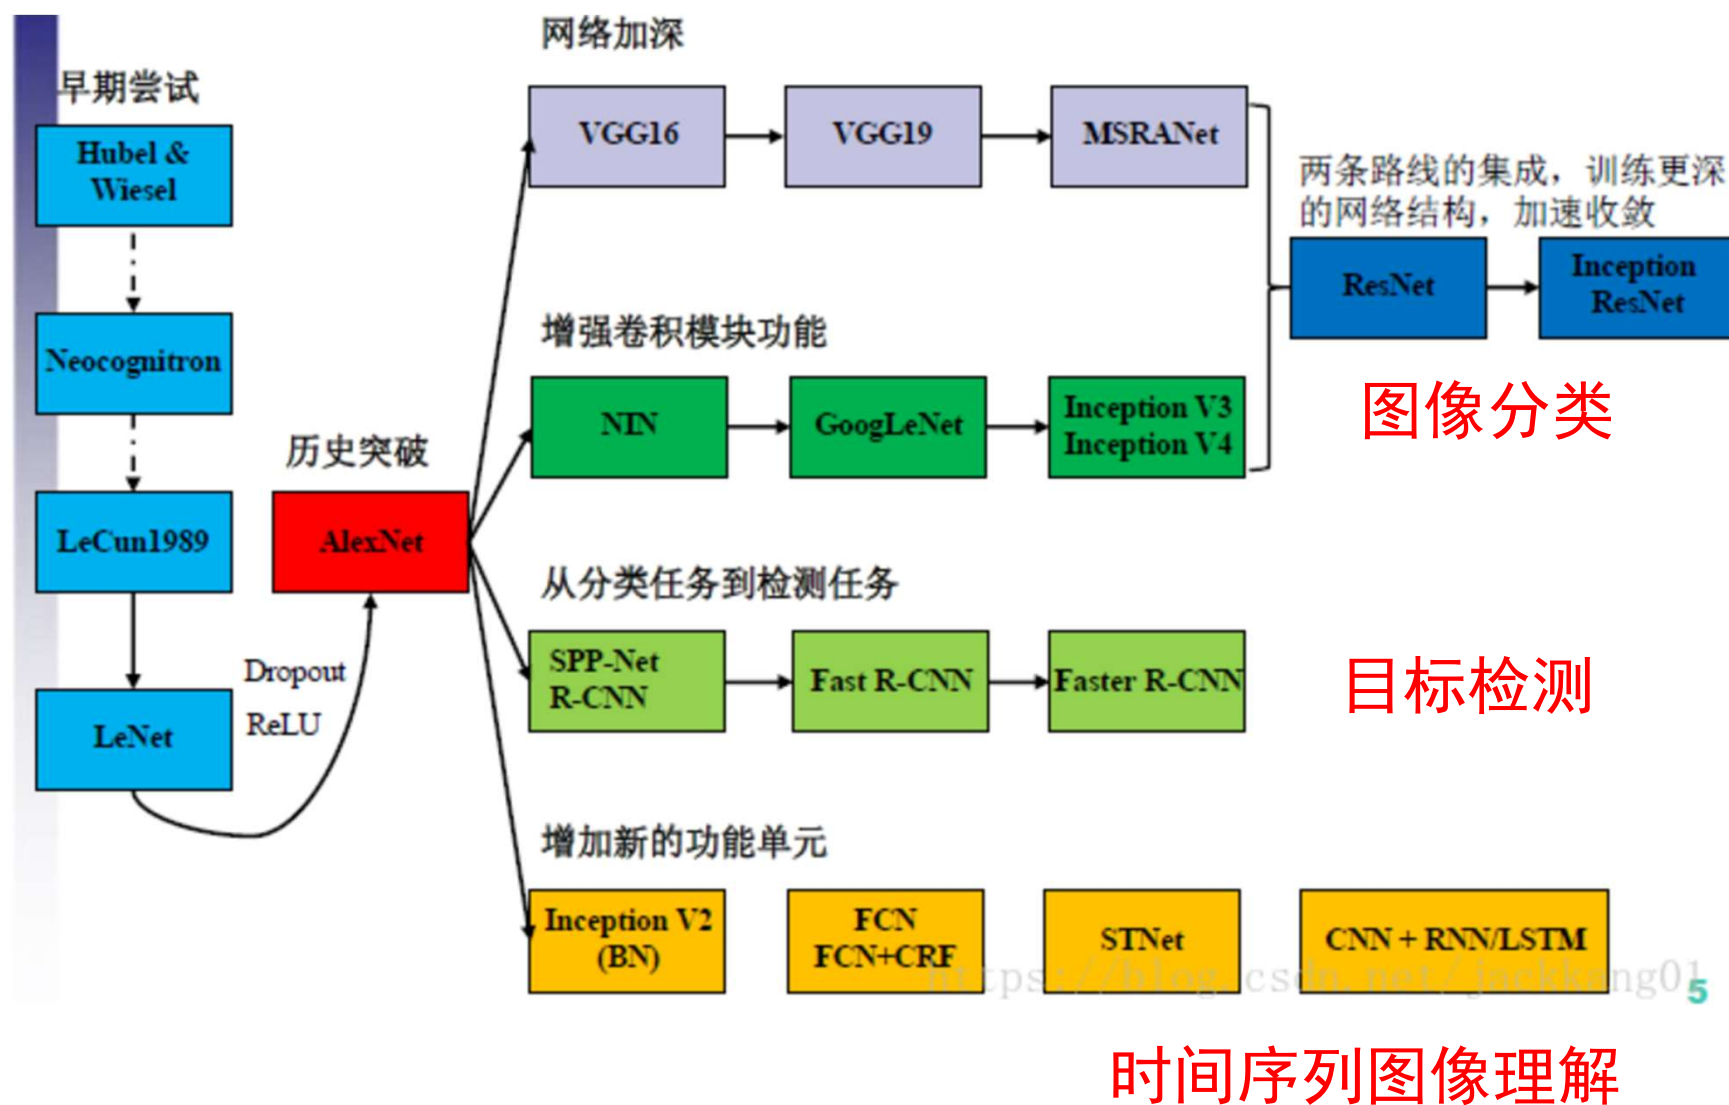 早期尝试
Hubel &
Wiesel
Neocognitron
LeCun1989
LeNet
Dropout
ReLU
历史突破
AlexNet
网络加深
VGG16
VGG19
MSRANet
两条路线的集成，训练更深
的网络结构，加速收敛
ResNet
Inception
ResNet
增强卷积模块功能
NIN
GoogLeNet
Inception V3
Inception V4
图像分类
从分类任务到检测任务
SPP-Net
R-CNN
Fast R-CNN
Faster R-CNN
目标检测
增加新的功能单元
Inception V2
(BN)
FCN
FCN+CRF
STNet
CNN + RNN/LSTM
https://blog.csdn.net/jackkang01
5
时间序列图像理解